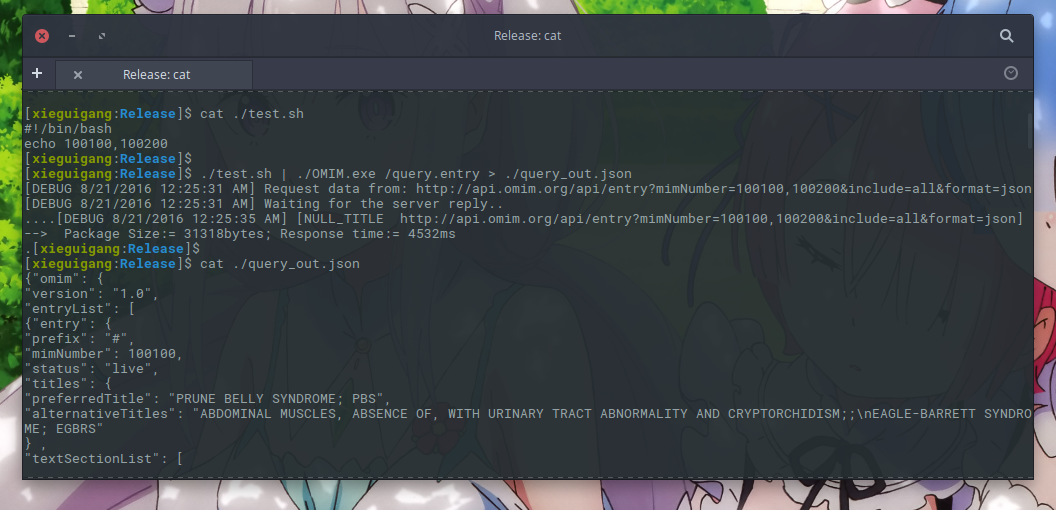 Release: cat
Release: cat
[xieguigang:Release]$ cat ./test.sh
#!/bin/bash
echo 100100,100200
[xieguigang:Release]$
[xieguigang:Release]$ ./test.sh | ./OMIM.exe /query.entry > ./query_out.json
[DEBUG 8/21/2016 12:25:31 AM] Request data from: http://api.omim.org/api/entry?mimNumber=100100,100200&include=all&format=json
[DEBUG 8/21/2016 12:25:31 AM] Waiting for the server reply..
....[DEBUG 8/21/2016 12:25:35 AM] [NULL_TITLE  http://api.omim.org/api/entry?mimNumber=100100,100200&include=all&format=json]
-->  Package Size:= 31318bytes; Response time:= 4532ms
.[xieguigang:Release]$
[xieguigang:Release]$ cat ./query_out.json
{"omim": {
"version": "1.0",
"entryList": [
{"entry": {
"prefix": "#",
"mimNumber": 100100,
"status": "live",
"titles": {
"preferredTitle": "PRUNE BELLY SYNDROME; PBS",
"alternativeTitles": "ABDOMINAL MUSCLES, ABSENCE OF, WITH URINARY TRACT ABNORMALITY AND CRYPTORCHIDISM;;\nEAGLE-BARRETT SYNDRO
ME; EGBRS"
} ,
"textSectionList": [